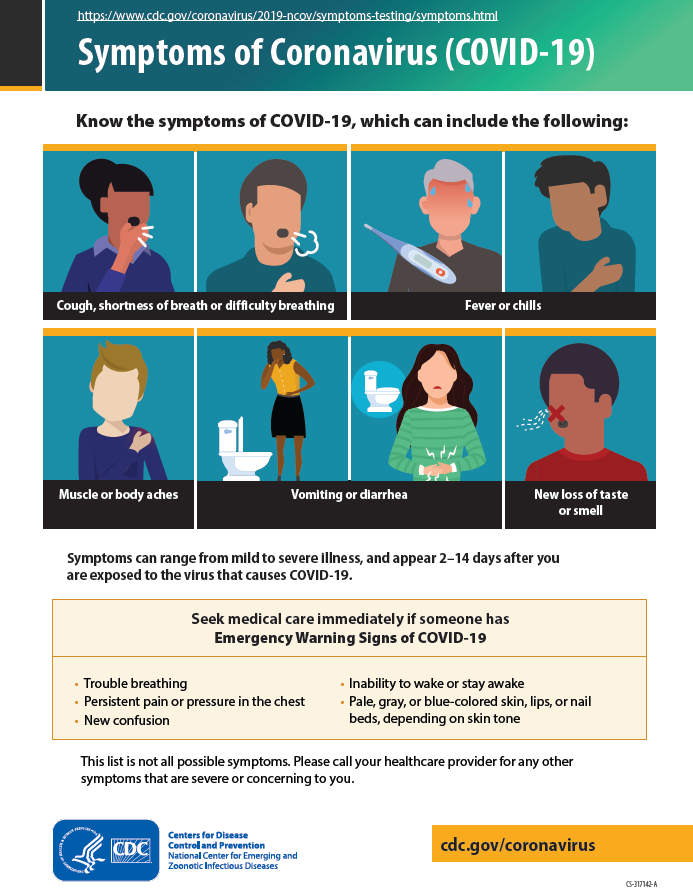 https://www.cdc.gov/coronavirus/2019-ncov/symptoms-testing/symptoms.html
Symptoms of Coronavirus (COVID-19)
Know the symptoms of COVID-19, which can include the following:
Cough, shortness of breath or difficulty breathing
Fever or chills
Muscle or body aches
Vomiting or diarrhea
New loss of taste
or smell
Symptoms can range from mild to severe illness, and appear 2–14 days after you
are exposed to the virus that causes COVID-19.
Seek medical care immediately if someone has
Emergency Warning Signs of COVID-19
• Trouble breathing
• Persistent pain or pressure in the chest
• New confusion
• Inability to wake or stay awake
• Pale, gray, or blue-colored skin, lips, or nail
beds, depending on skin tone
This list is not all possible symptoms. Please call your healthcare provider for any other
symptoms that are severe or concerning to you.
CDC
Centers for Disease
Control and Prevention
National Center for Emerging and
Zoonotic Infectious Diseases
cdc.gov/coronavirus
CS-317142-A